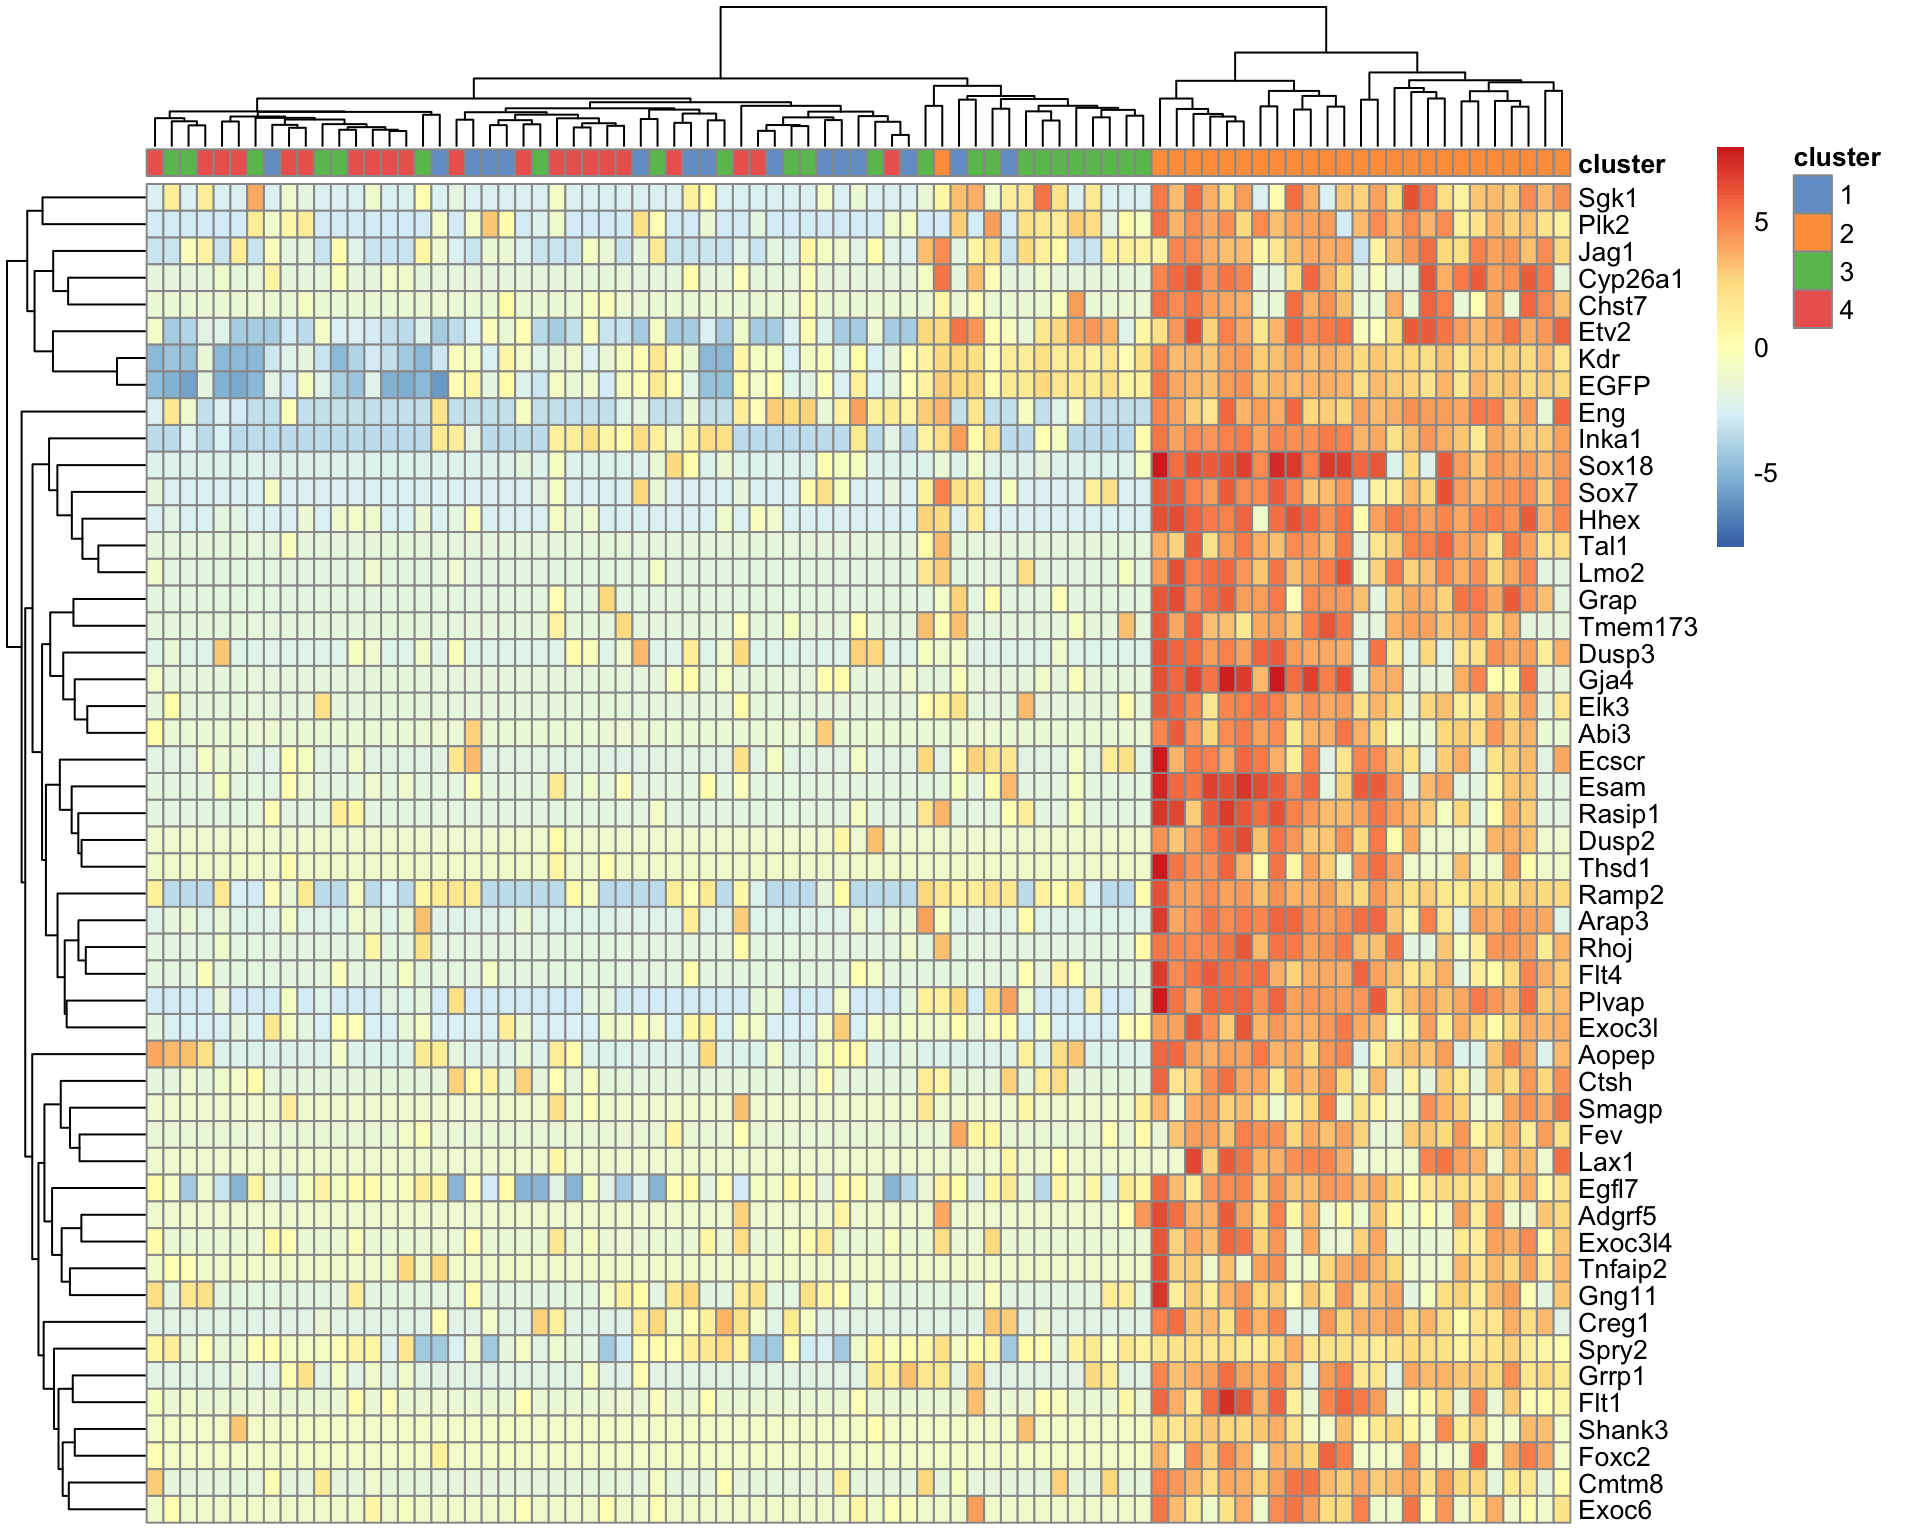 cluster
Sgk1
Plk2
Jag1
Cyp26a1
Chst7
Etv2
Kdr
EGFP
Eng
Inka1
Sox18
Sox7
Hhex
Tal1
Lmo2
Grap
Tmem173
Dusp3
Gja4
Elk3
Abi3
Ecscr
Esam
Rasip1
Dusp2
Thsd1
Ramp2
Arap3
Rhoj
Flt4
Plvap
Exoc3l
Aopep
Ctsh
Smagp
Fev
Lax1
Egfl7
Adgrf5
Exoc3l4
Tnfaip2
Gng11
Creg1
Spry2
Grrp1
Flt1
Shank3
Foxc2
Cmtm8
Exoc6
5
0
-5
cluster
1
2
3
4